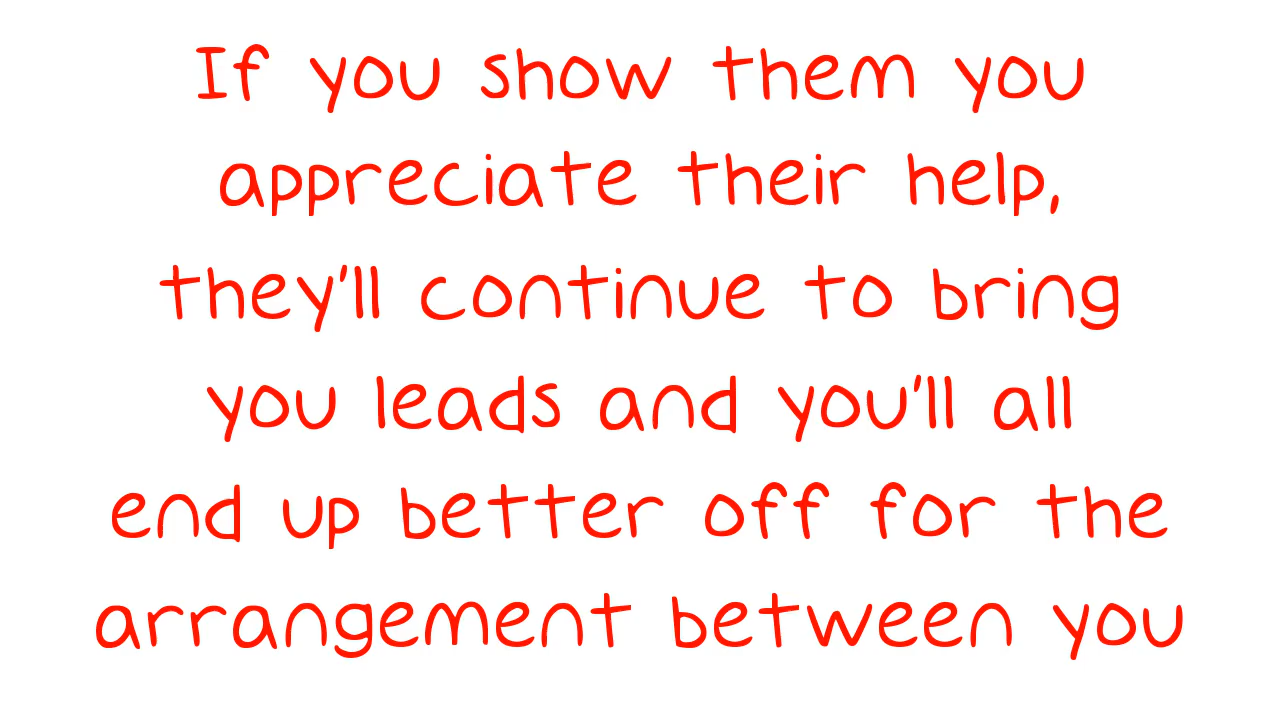 If you show them you
appreciate their help,
they'll continue to bring
you leads and you'll all
end up better off for the
arrangement between you